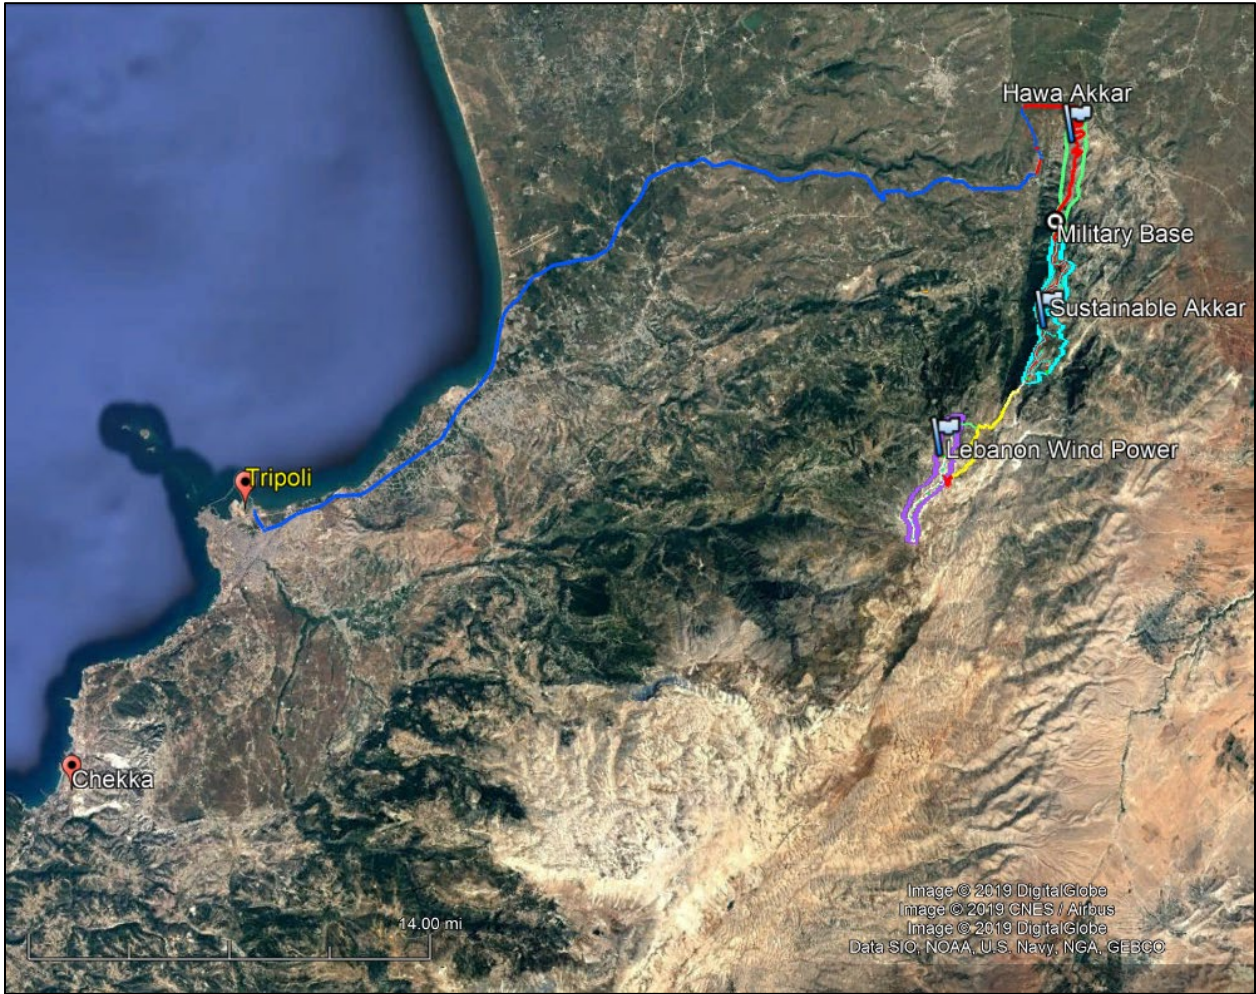 Hawa Akkar
Military Base
Sustainable Akkar
Lebanon Wind Power
Tripoli
Chekka
14.00 mi
Image © 2019 DigitalGlobe
Image © 2019 CNES / Airbus
Image © 2019 DigitalGlobe
Data SIO, NOAA, U.S. Navy, NGA, GEBCO